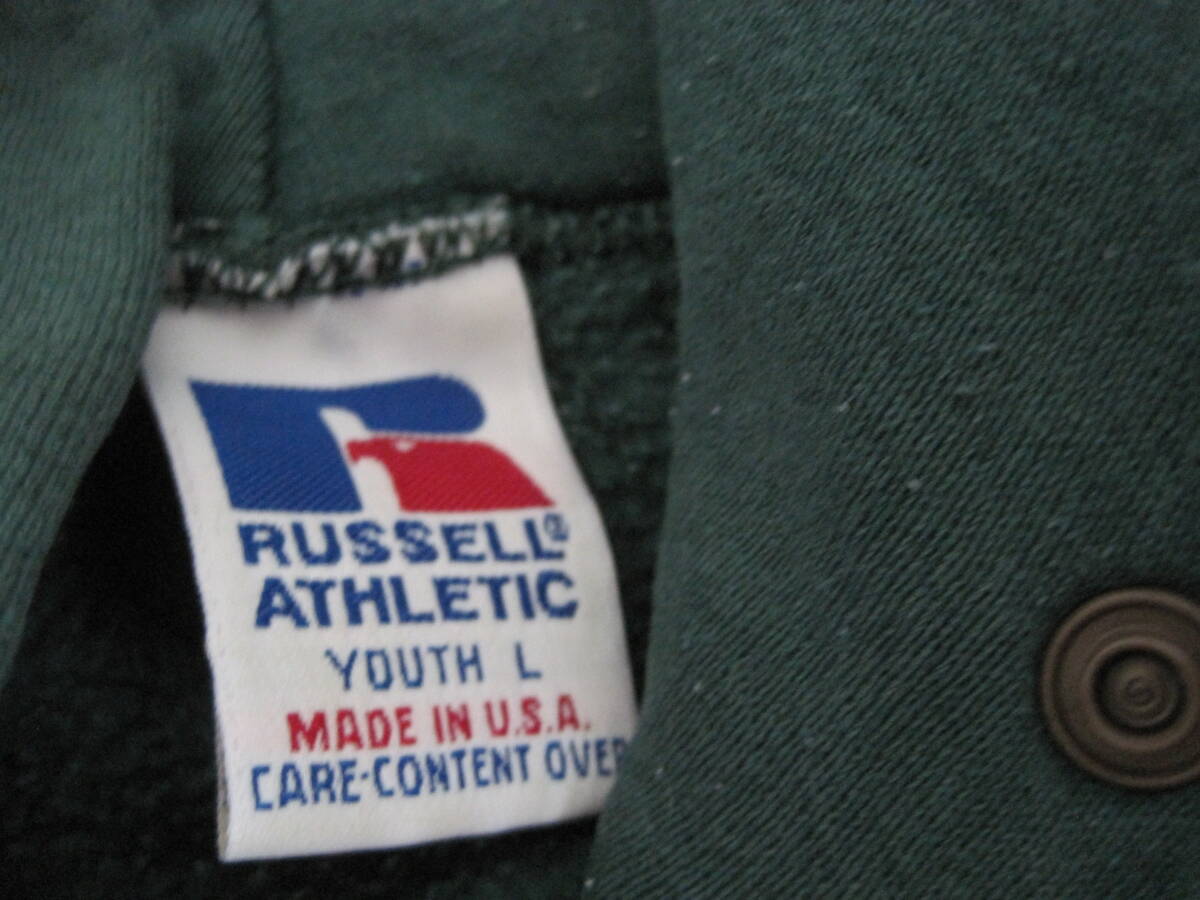 RUSSELL®
ATHLETIC
YOUTH L
MADE IN U.S.A.
CARE-CONTENT OVER